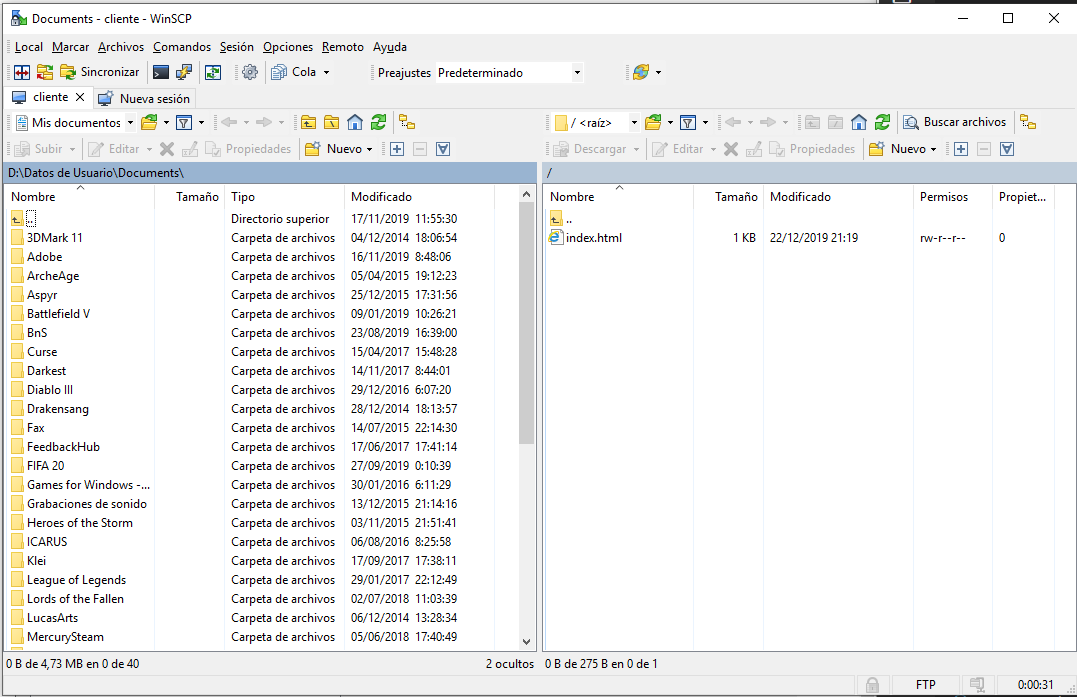 Documents - cliente - WinSCP
Local Marcar Archivos Comandos Sesión Opciones Remoto Ayuda
Sincronizar Cola Preajustes Predeterminado
cliente Nueva sesión
Mis documentos / <raíz> Buscar archivos
Subir Editar Propiedades Nuevo Descargar Editar Propiedades Nuevo
D:\Datos de Usuario\Documents\ /
Nombre Tamaño Tipo Modificado Nombre Tamaño Modificado Permisos Propiet...
.. Directorio superior 17/11/2019 11:55:30 ..
3DMark 11 Carpeta de archivos 04/12/2014 18:06:54 index.html 1 KB 22/12/2019 21:19 rw-r--r-- 0
Adobe Carpeta de archivos 16/11/2019 8:48:06
ArcheAge Carpeta de archivos 05/04/2015 19:12:23
Aspyr Carpeta de archivos 25/12/2015 17:31:56
Battlefield V Carpeta de archivos 09/01/2019 10:26:21
BnS Carpeta de archivos 23/08/2019 16:39:00
Curse Carpeta de archivos 15/04/2017 15:48:28
Darkest Carpeta de archivos 14/11/2017 8:44:01
Diablo III Carpeta de archivos 29/12/2016 6:07:20
Drakensang Carpeta de archivos 28/12/2014 18:13:57
Fax Carpeta de archivos 14/07/2015 22:14:30
FeedbackHub Carpeta de archivos 17/06/2017 17:41:14
FIFA 20 Carpeta de archivos 27/09/2019 0:10:39
Games for Windows -... Carpeta de archivos 30/01/2016 6:11:29
Grabaciones de sonido Carpeta de archivos 13/12/2015 21:14:16
Heroes of the Storm Carpeta de archivos 03/11/2015 21:51:41
ICARUS Carpeta de archivos 06/08/2016 8:25:58
Klei Carpeta de archivos 17/09/2017 17:38:11
League of Legends Carpeta de archivos 29/01/2017 22:12:49
Lords of the Fallen Carpeta de archivos 02/07/2018 11:03:39
LucasArts Carpeta de archivos 06/12/2014 13:28:34
MercurySteam Carpeta de archivos 05/06/2018 17:40:49
0 B de 4,73 MB en 0 de 40 2 ocultos 0 B de 275 B en 0 de 1
FTP 0:00:31